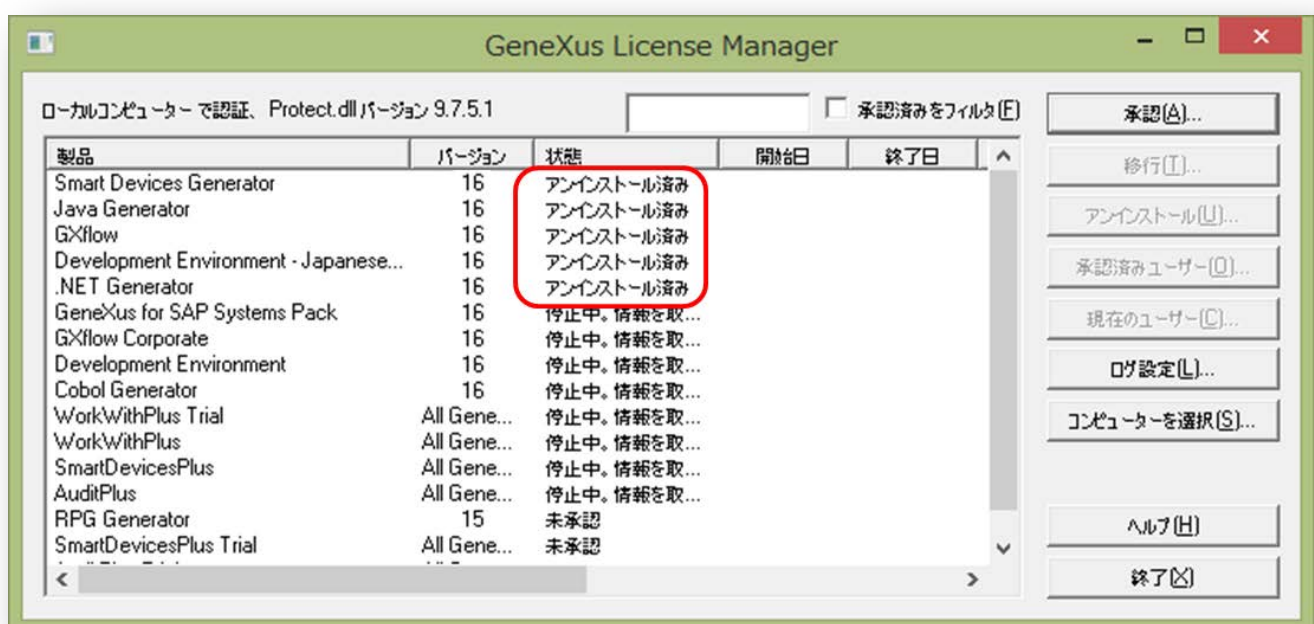 GeneXus License Manager
ローカルコンピューターで認証、Protect.dll バージョン 9.7.5.1
承認済みをフィルタ(F)
承認(A)...
製品 バージョン 状態 開始日 終了日
移行(T)...
Smart Devices Generator 16 アンインストール済み
Java Generator 16 アンインストール済み
アンインストール(U)...
GXflow 16 アンインストール済み
Development Environment - Japanese... 16 アンインストール済み
承認済みユーザー(O)...
.NET Generator 16 アンインストール済み
GeneXus for SAP Systems Pack 16 停止中。情報を取...
現在のユーザー(C)...
GXflow Corporate 16 停止中。情報を取...
Development Environment 16 停止中。情報を取...
ログ設定(L)...
Cobol Generator 16 停止中。情報を取...
WorkWithPlus Trial All Gene... 停止中。情報を取...
コンピューターを選択(S)...
WorkWithPlus All Gene... 停止中。情報を取...
SmartDevicesPlus All Gene... 停止中。情報を取...
AuditPlus All Gene... 停止中。情報を取...
RPG Generator 15 未承認
ヘルプ(H)
SmartDevicesPlus Trial All Gene... 未承認
終了(X)